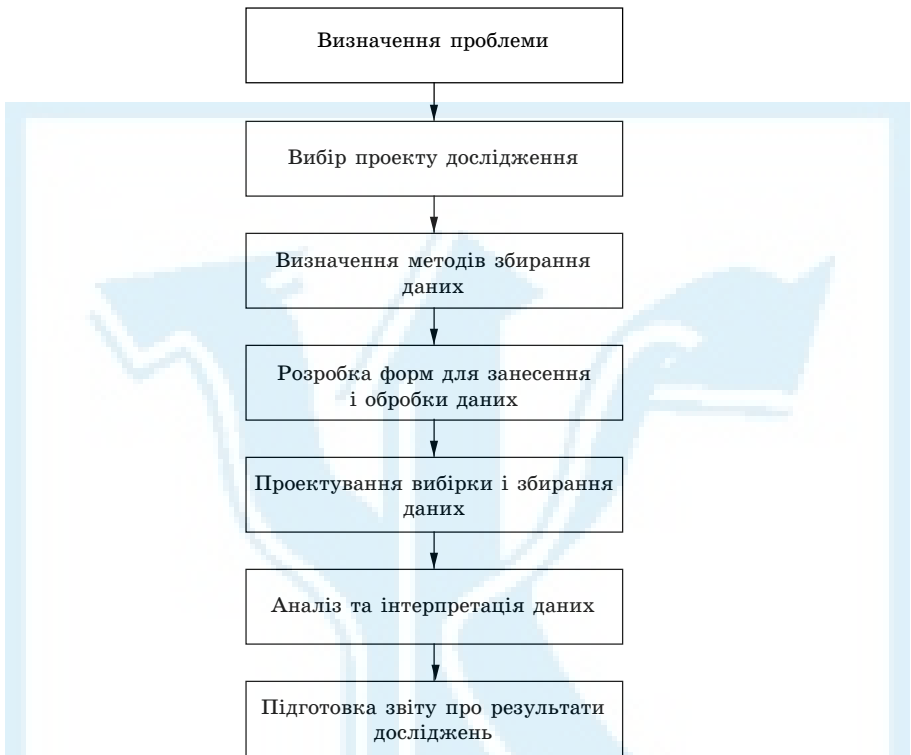 Визначення проблеми
Вибір проекту дослідження
Визначення методів збирання
даних
Розробка форм для занесення
і обробки даних
Проектування вибірки і збирання
даних
Аналіз та інтерпретація даних
Підготовка звіту про результати
досліджень